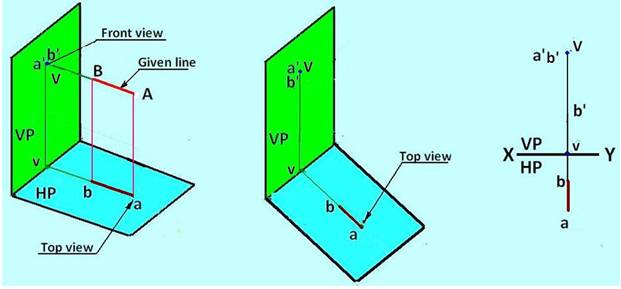 Front view
a' b'
V
B
Given line
A
VP
v
HP
b
a
Top view
a' V
b'
VP
v
Top view
b
a
a' b' V
b'
VP
X v Y
HP
b
a